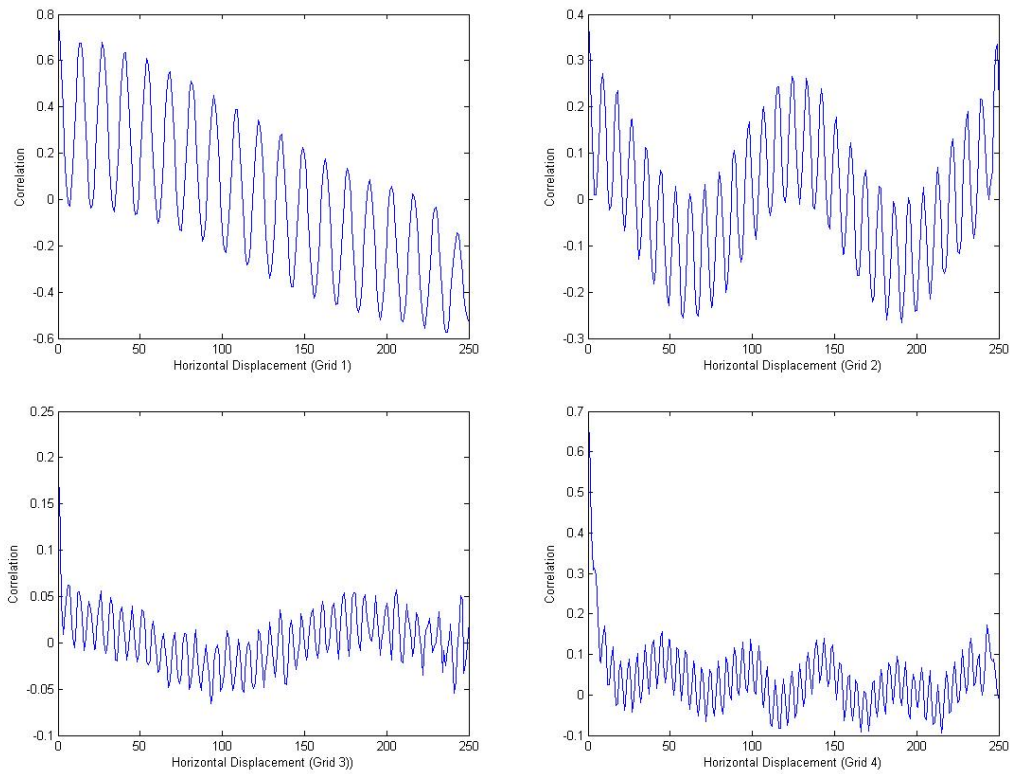 0.8
0.6
0.4
0.2
0
-0.2
-0.4
-0.6
Correlation
0 50 100 150 200 250
Horizontal Displacement (Grid 1)
0.4
0.3
0.2
0.1
0
-0.1
-0.2
-0.3
Correlation
0 50 100 150 200 250
Horizontal Displacement (Grid 2)
0.25
0.2
0.15
0.1
0.05
0
-0.05
-0.1
Correlation
0 50 100 150 200 250
Horizontal Displacement (Grid 3))
0.7
0.6
0.5
0.4
0.3
0.2
0.1
0
-0.1
Correlation
0 50 100 150 200 250
Horizontal Displacement (Grid 4)